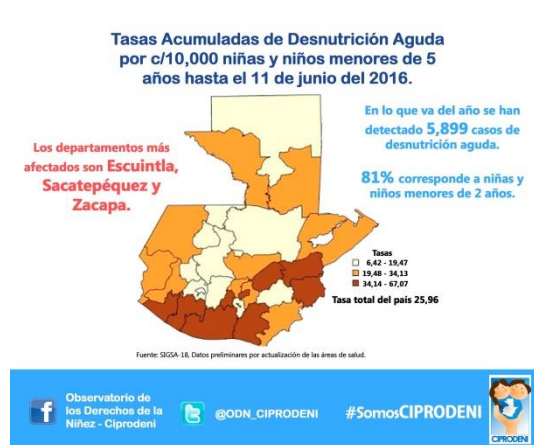 Tasas Acumuladas de Desnutrición Aguda
por c/10,000 niñas y niños menores de 5
años hasta el 11 de junio del 2016.
En lo que va del año se han
detectado 5,899 casos de
desnutrición aguda.
81% corresponde a niñas y
niños menores de 2 años.
Los departamentos más
afectados son Escuintla,
Sacatepéquez y
Zacapa.
Tasas
6,42 - 19,47
19,48 - 34,13
34,14 - 67,07
Tasa total del país 25,96
Fuente: SIGSA-18, Datos preliminares por actualización de las áreas de salud.
Observatorio de
los Derechos de la
Niñez - Ciprodeni
@ODN_CIPRODENI
#SomosCIPRODENI
CIPRODENI